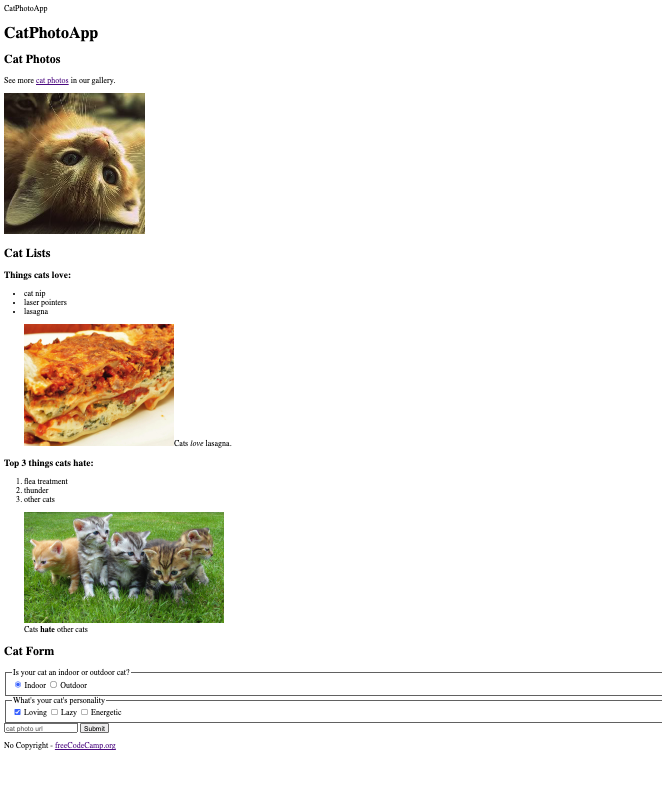 CatPhotoApp
CatPhotoApp
Cat Photos
See more cat photos in our gallery.
Cat Lists
Things cats love:
• cat nip
• laser pointers
• lasagna
Cats love lasagna.
Top 3 things cats hate:
1. flea treatment
2. thunder
3. other cats
Cats hate other cats
Cat Form
Is your cat an indoor or outdoor cat?
Indoor Outdoor
What's your cat's personality
Loving Lazy Energetic
cat photo url Submit
No Copyright - freeCodeCamp.org